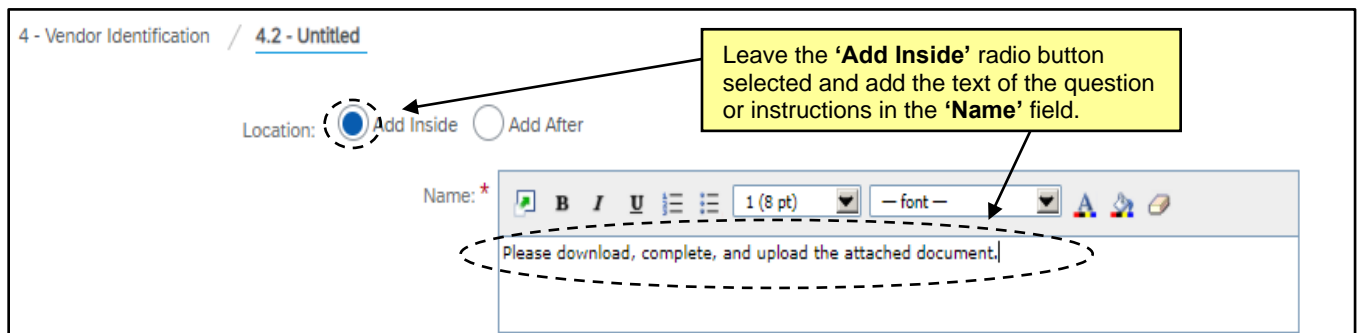 4 - Vendor Identification / 4.2 - Untitled
Leave the ‘Add Inside’ radio button
selected and add the text of the question
or instructions in the ‘Name’ field.
Location: Add Inside Add After
Name: *
B I U 1 (8 pt) — font — A
Please download, complete, and upload the attached document.